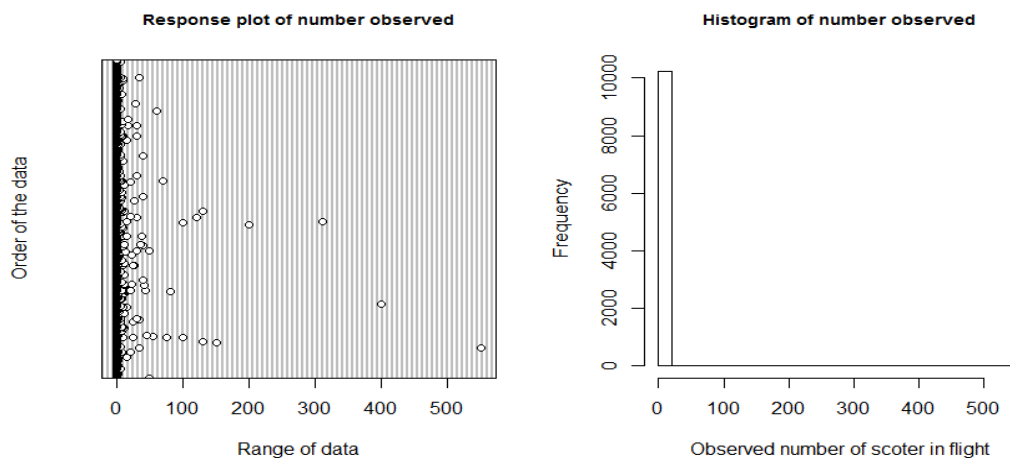 Response plot of number observed
Order of the data
0 100 200 300 400 500
Range of data
Histogram of number observed
Frequency
0 2000 4000 6000 8000 10000
0 100 200 300 400 500
Observed number of scoter in flight